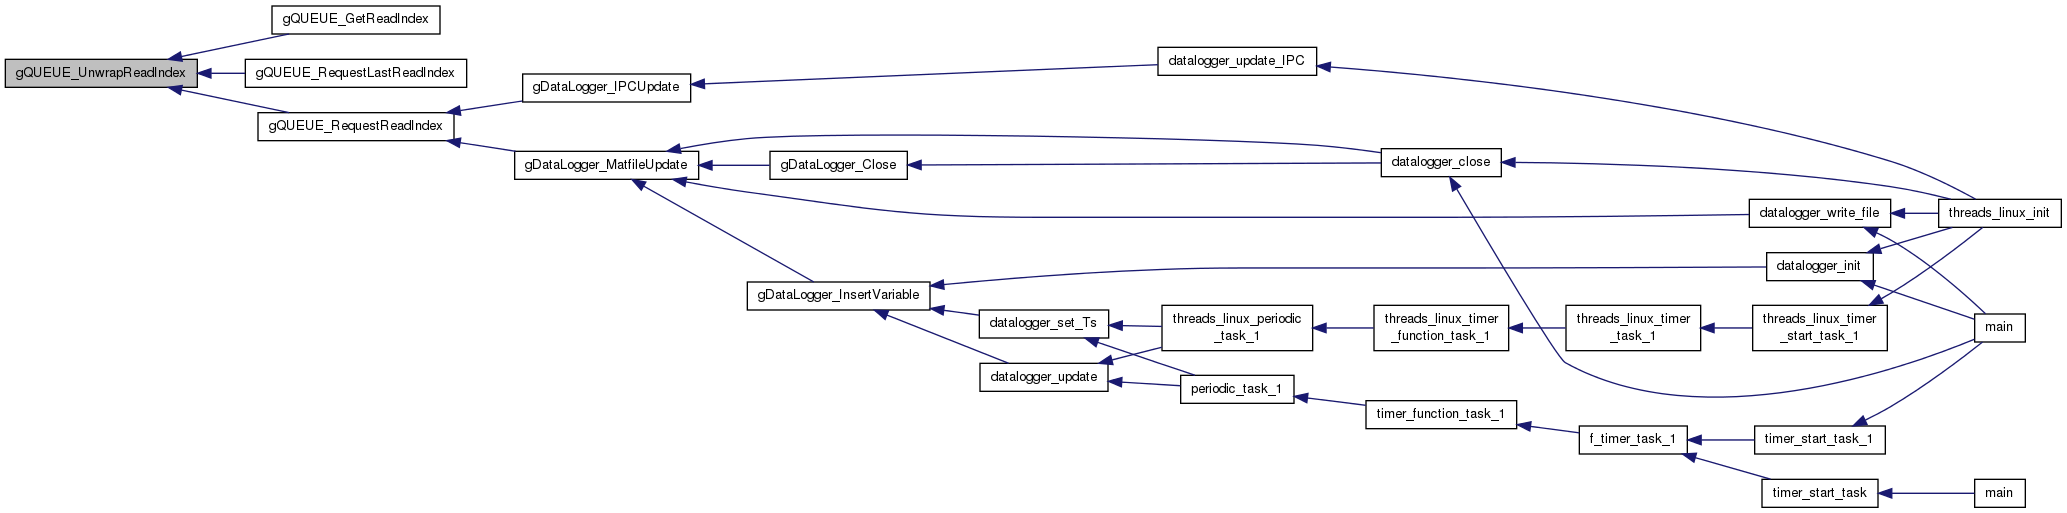 gQUEUE_GetReadIndex
gQUEUE_UnwrapReadIndex
gQUEUE_RequestLastReadIndex
gQUEUE_RequestReadIndex
gDataLogger_IPCUpdate
datalogger_update_IPC
gDataLogger_MatfileUpdate
gDataLogger_Close
datalogger_close
datalogger_write_file
threads_linux_init
datalogger_init
gDataLogger_InsertVariable
datalogger_set_Ts
threads_linux_periodic
_task_1
threads_linux_timer
_function_task_1
threads_linux_timer
_task_1
threads_linux_timer
_start_task_1
main
datalogger_update
periodic_task_1
timer_function_task_1
f_timer_task_1
timer_start_task_1
timer_start_task
main